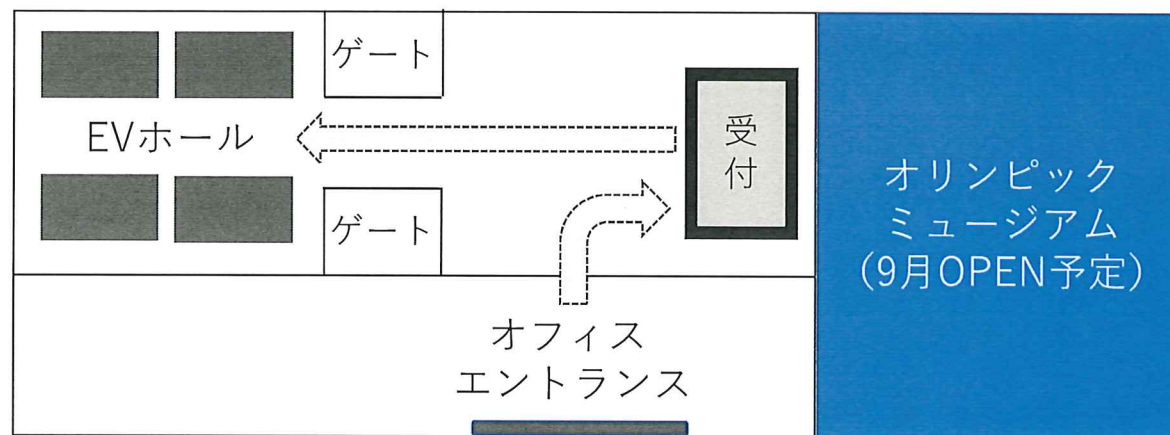 ゲート
EVホール
受
付
ゲート
オフィス
エントランス
オリンピック
ミュージアム
(9月OPEN予定)